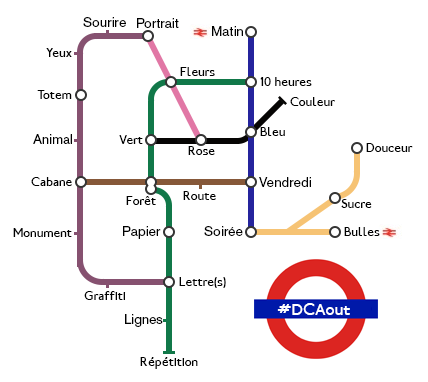 Sourire
Portrait
Matin
Yeux
Fleurs
10 heures
Totem
Couleur
Animal
Vert
Rose
Bleu
Douceur
Cabane
Vendredi
Forêt
Route
Sucre
Monument
Papier
Soirée
Bulles
Lettre(s)
Graffiti
#DCAout
Lignes
Répétition